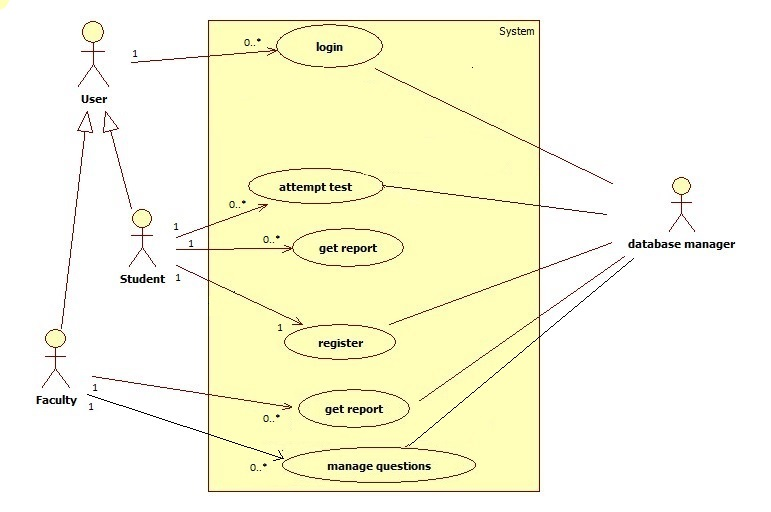 System
login
0..*
1
User
attempt test
0..*
1
0..*
1
get report
database manager
Student
1
1
register
Faculty
1
1
get report
0..*
manage questions
0..*